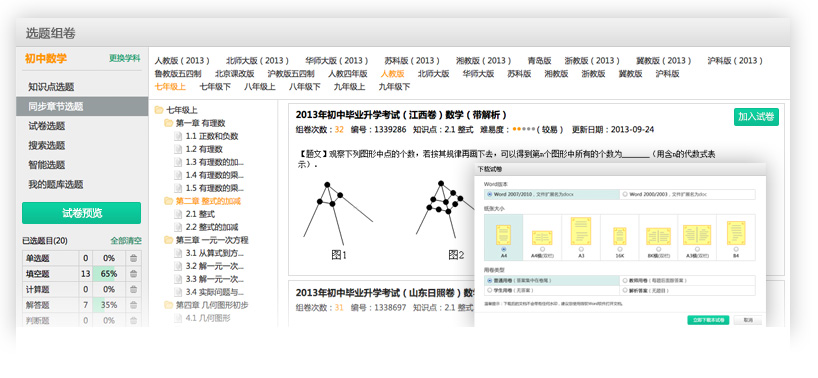 选题组卷
初中数学 更换学科
知识点选题
同步章节选题
试卷选题
搜索选题
智能选题
我的题库选题
试卷预览
已选题目(20) 全部清空
单选题 0 0%
填空题 13 65%
计算题 0 0%
解答题 7 35%
判断题 0 0%
人教版（2013） 北师大版（2013） 华师大版（2013） 苏科版（2013） 湘教版（2013） 青岛版 浙教版（2013） 冀教版（2013） 沪科版（2013）
鲁教版五四制 北京课改版 沪教版五四制 人教四年版 人教版 北师大版 华师大版 苏科版 湘教版 浙教版 冀教版 沪科版
七年级上 七年级下 八年级上 八年级下 九年级上 九年级下
七年级上
第一章 有理数
1.1 正数和负数
1.2 有理数
1.3 有理数的加...
1.4 有理数的乘...
1.5 有理数的乘...
第二章 整式的加减
2.1 整式
2.2 整式的加减
第三章 一元一次方程
3.1 从算式到方...
3.2 解一元一次...
3.3 解一元一次...
3.4 实际问题与...
第四章 几何图形初步
4.1 几何图形
2013年初中毕业升学考试（江西卷）数学（带解析） 加入试卷
组卷次数：32 编号：1339286 知识点：2.1 整式 难易度： （较易） 更新日期：2013-09-24
【题文】观察下列图形中点的个数，若按其规律再画下去，可以得到第n个图形中所有的个数为______（用含n的代数式表
示）．
图1 图2
2013年初中毕业升学考试（山东日照卷）数
组卷次数：31 编号：1338697 知识点：2.1 整
下载试卷
Word版本
Word 2007/2010，文件扩展名为docx Word 2000/2003，文件扩展名为doc
纸张大小
A4 A4横(双栏) A3 16K 8K横(双栏) A3横(双栏) B4
用卷类型
普通用卷（答案集中在卷尾） 教师用卷（每题后面跟答案）
学生用卷（无答案） 解析答案（无题目）
立即下载本试卷 取消